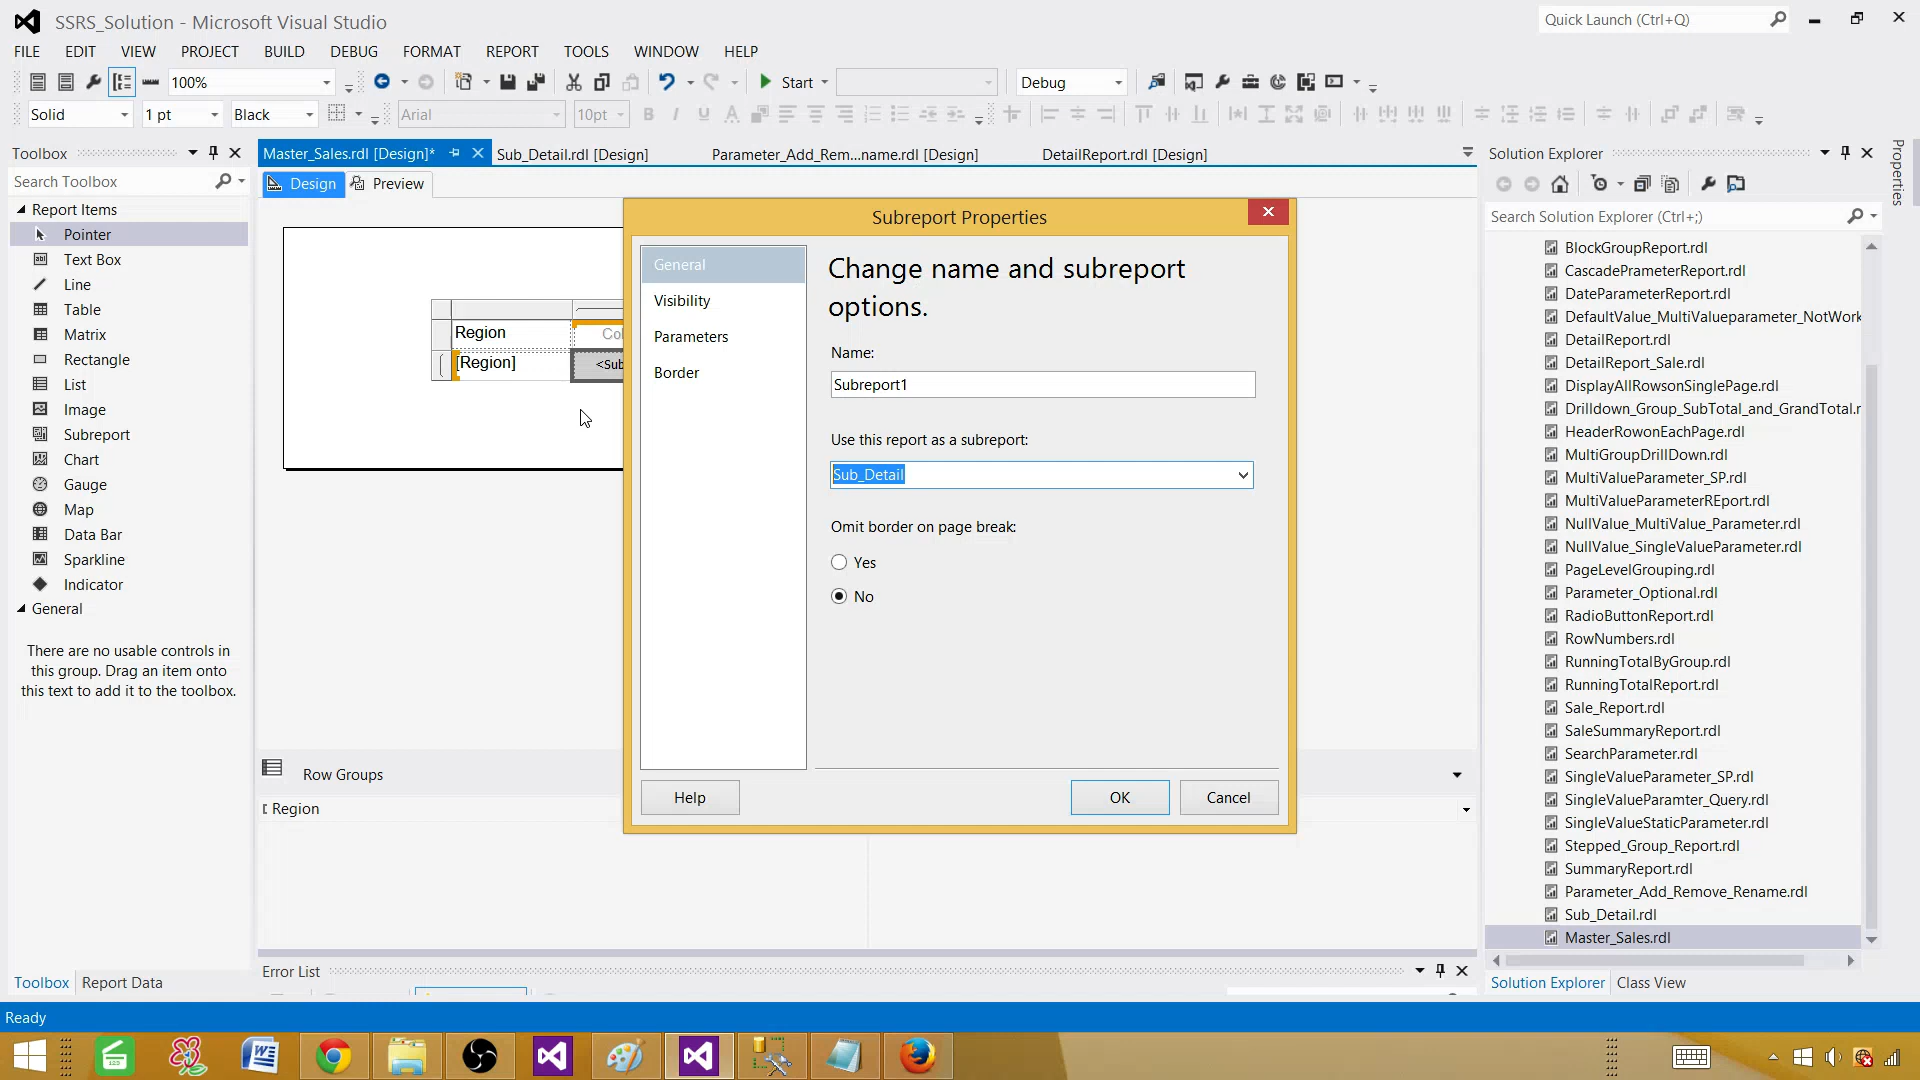 SSRS_Solution - Microsoft Visual Studio
Quick Launch (Ctrl+Q)
FILE EDIT VIEW PROJECT BUILD DEBUG FORMAT REPORT TOOLS WINDOW HELP
100% Start Debug
Solid 1 pt Black Arial 10pt B I U A
Toolbox
Master_Sales.rdl [Design]* Sub_Detail.rdl [Design] Parameter_Add_Rem...name.rdl [Design] DetailReport.rdl [Design]
Solution Explorer
Properties
Search Toolbox
Design Preview
Search Solution Explorer (Ctrl+;)
Report Items
Pointer
Text Box
Line
Table
Matrix
Rectangle
List
Image
Subreport
Chart
Gauge
Map
Data Bar
Sparkline
Indicator
General
There are no usable controls in
this group. Drag an item onto
this text to add it to the toolbox.
Toolbox Report Data
Region Col
[Region] <Sub
Subreport Properties
General
Visibility
Parameters
Border
Change name and subreport
options.
Name:
Subreport1
Use this report as a subreport:
Sub_Detail
Omit border on page break:
Yes
No
Help OK Cancel
Row Groups
[ Region
Error List
BlockGroupReport.rdl
CascadePrameterReport.rdl
DateParameterReport.rdl
DefaultValue_MultiValueparameter_NotWork
DetailReport.rdl
DetailReport_Sale.rdl
DisplayAllRowsonSinglePage.rdl
Drilldown_Group_SubTotal_and_GrandTotal.r
HeaderRowonEachPage.rdl
MultiGroupDrillDown.rdl
MultiValueParameter_SP.rdl
MultiValueParameterREport.rdl
NullValue_MultiValue_Parameter.rdl
NullValue_SingleValueParameter.rdl
PageLevelGrouping.rdl
Parameter_Optional.rdl
RadioButtonReport.rdl
RowNumbers.rdl
RunningTotalByGroup.rdl
RunningTotalReport.rdl
Sale_Report.rdl
SaleSummaryReport.rdl
SearchParameter.rdl
SingleValueParameter_SP.rdl
SingleValueParamter_Query.rdl
SingleValueStaticParameter.rdl
Stepped_Group_Report.rdl
SummaryReport.rdl
Parameter_Add_Remove_Rename.rdl
Sub_Detail.rdl
Master_Sales.rdl
Solution Explorer Class View
Ready